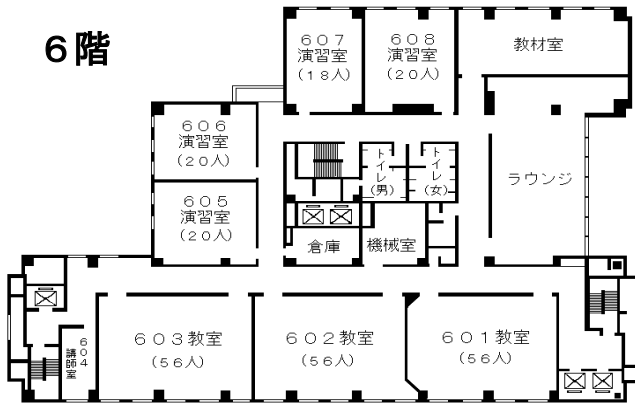 ６階
６０７
演習室
（１８人）
６０８
演習室
（２０人）
教材室
６０６
演習室
（２０人）
トイレ
（男）
トイレ
（女）
ラウンジ
６０５
演習室
（２０人）
倉庫
機械室
６０４
講師室
６０３教室
（５６人）
６０２教室
（５６人）
６０１教室
（５６人）